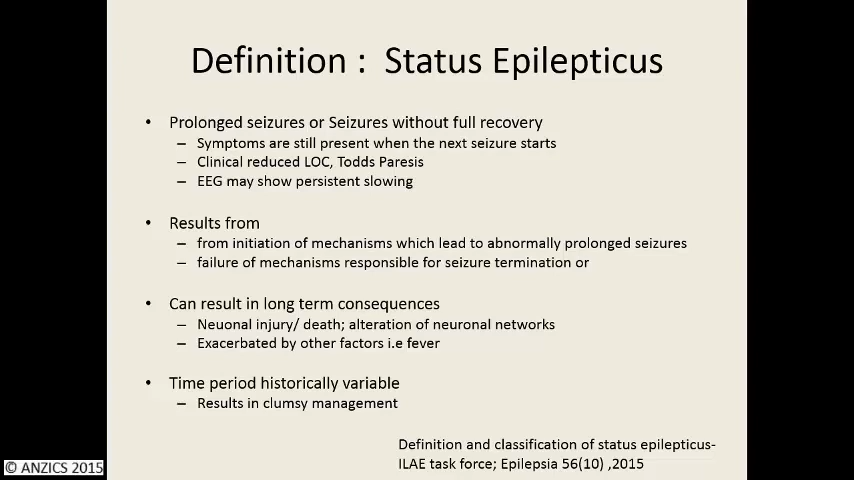 Definition :  Status Epilepticus
• Prolonged seizures or Seizures without full recovery
– Symptoms are still present when the next seizure starts
– Clinical reduced LOC, Todds Paresis
– EEG may show persistent slowing
• Results from
– from initiation of mechanisms which lead to abnormally prolonged seizures
– failure of mechanisms responsible for seizure termination or
• Can result in long term consequences
– Neuonal injury/ death; alteration of neuronal networks
– Exacerbated by other factors i.e fever
• Time period historically variable
– Results in clumsy management
Definition and classification of status epilepticus-
ILAE task force; Epilepsia 56(10) ,2015
© ANZICS 2015